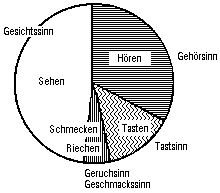 Gesichtssinn
Hören
Gehörsinn
Sehen
Schmecken
Tasten
Riechen
Tastsinn
Geruchsinn
Geschmackssinn